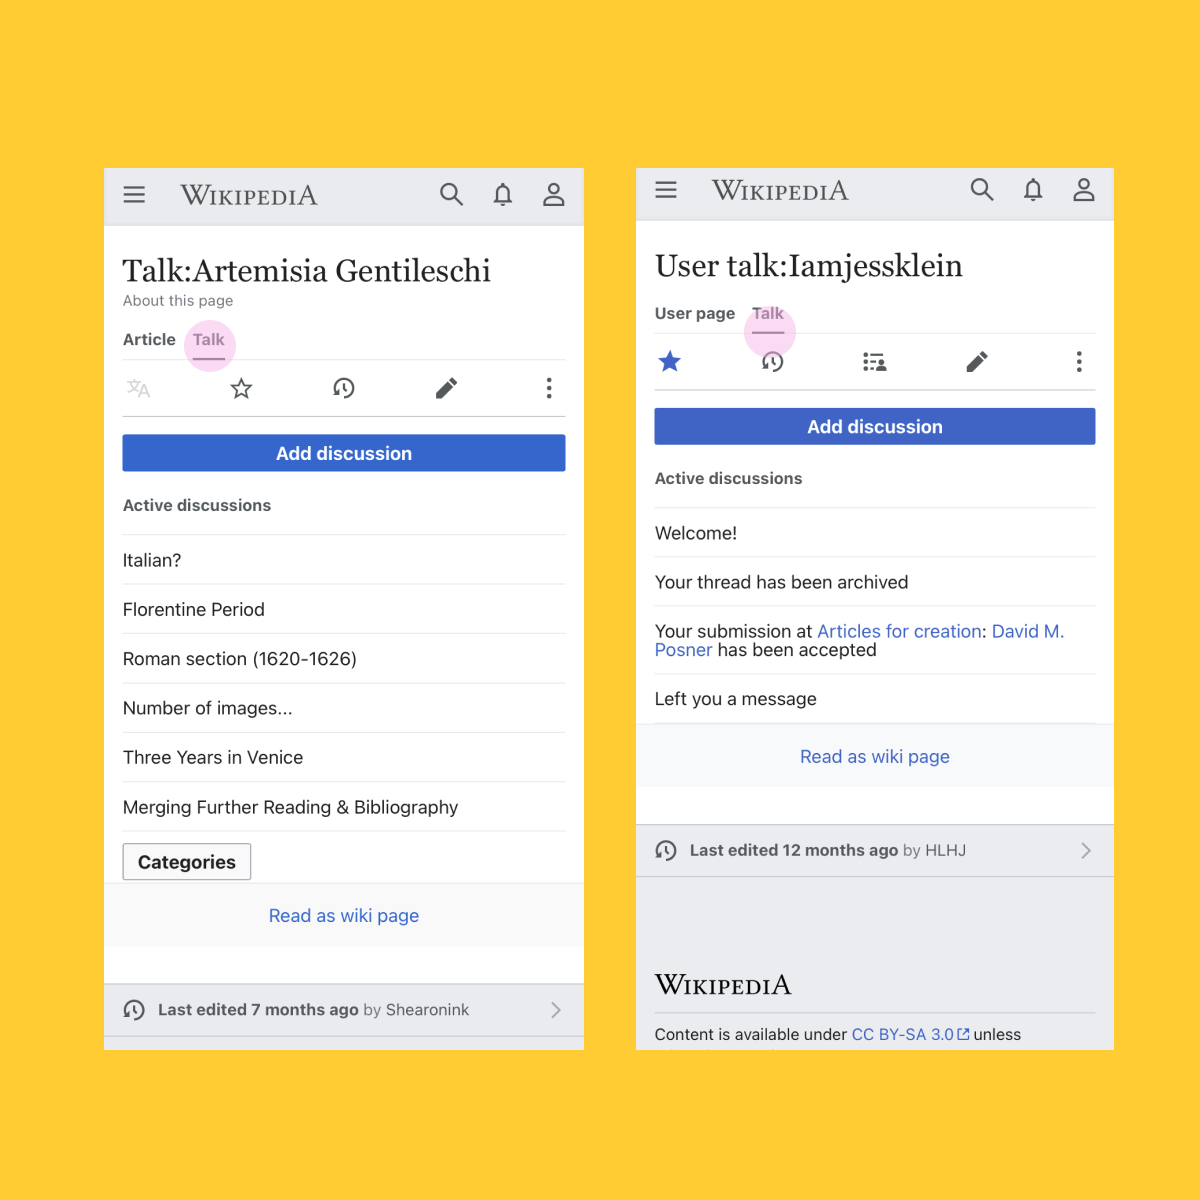 WIKIPEDIA
Talk:Artemisia Gentileschi
About this page
Article Talk
Add discussion
Active discussions
Italian?
Florentine Period
Roman section (1620-1626)
Number of images...
Three Years in Venice
Merging Further Reading & Bibliography
Categories
Read as wiki page
Last edited 7 months ago by Shearonink
WIKIPEDIA
User talk:Iamjessklein
User page Talk
Add discussion
Active discussions
Welcome!
Your thread has been archived
Your submission at Articles for creation: David M.
Posner has been accepted
Left you a message
Read as wiki page
Last edited 12 months ago by HLHJ
WIKIPEDIA
Content is available under CC BY-SA 3.0 unless